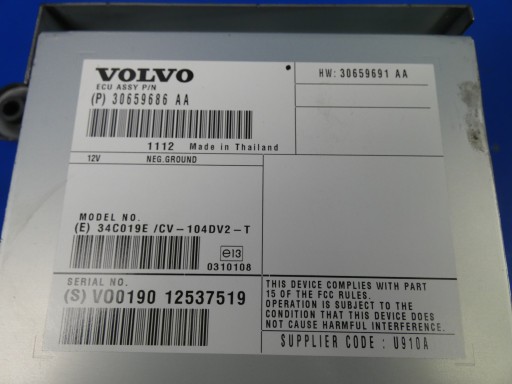 VOLVO
ECU ASSY P/N
(P) 30659686 AA
HW: 30659691 AA
1112 Made in Thailand
12V NEG.GROUND
MODEL NO.
(E) 34C019E /CV-104DV2-T
e13
0310108
SERIAL NO.
(S) VO0190 12537519
THIS DEVICE COMPLIES WITH PART
15 OF THE FCC RULES.
OPERATION IS SUBJECT TO THE
CONDITION THAT THIS DEVICE DOES
NOT CAUSE HARMFUL INTERFERENCE.
SUPPLIER CODE : U910A